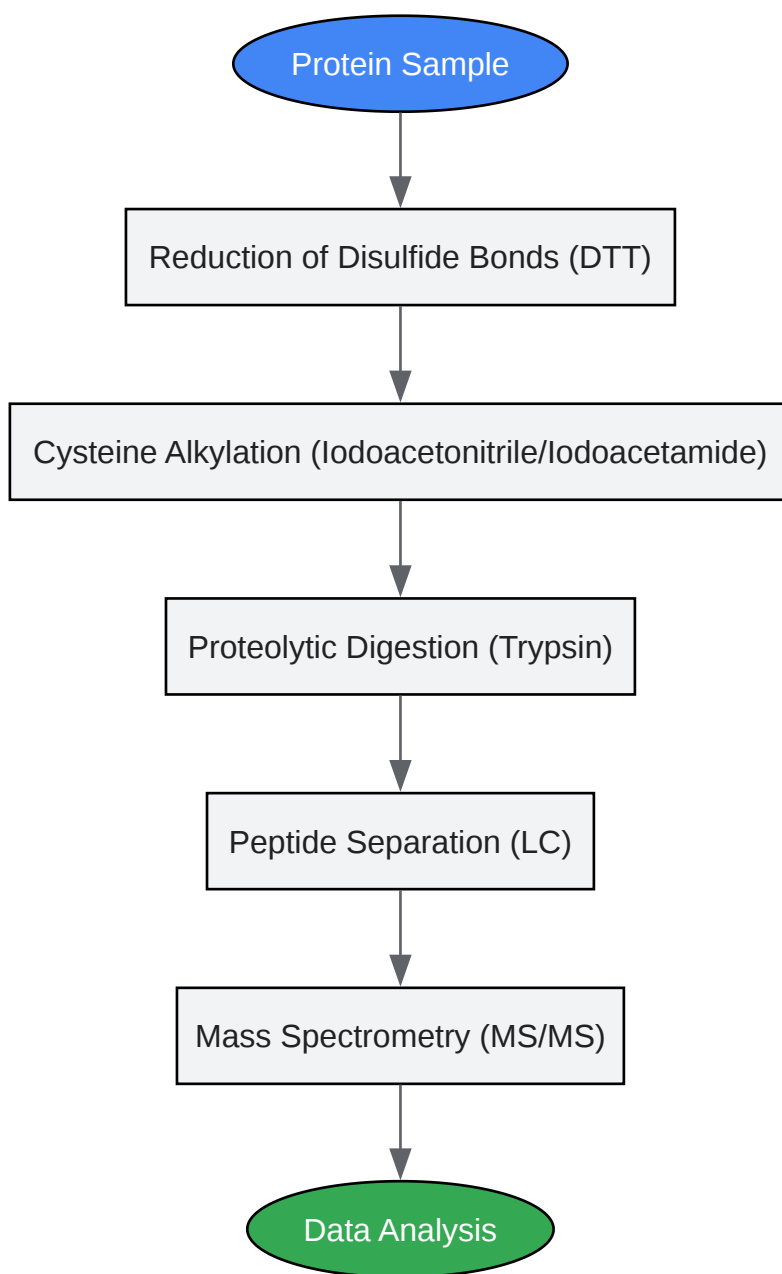 Protein Sample
Reduction of Disulfide Bonds (DTT)
Cysteine Alkylation (Iodoacetonitrile/Iodoacetamide)
Proteolytic Digestion (Trypsin)
Peptide Separation (LC)
Mass Spectrometry (MS/MS)
Data Analysis